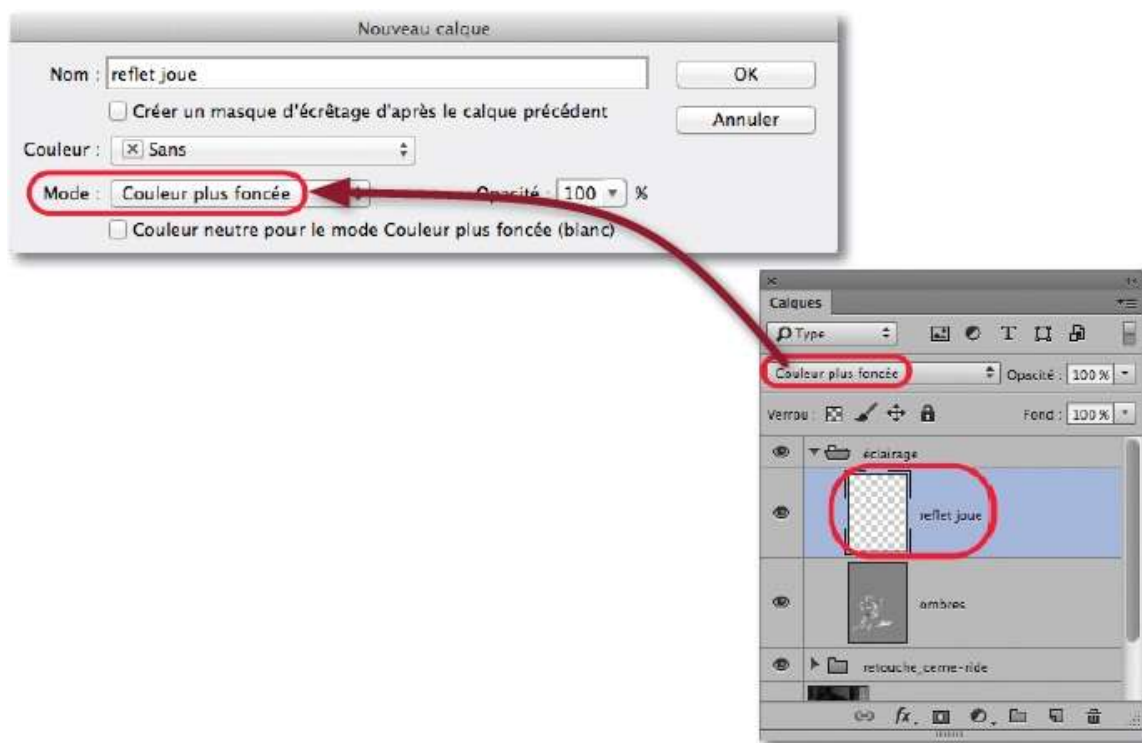 Nouveau calque
Nom : reflet joue
OK
Créer un masque d'écrêtage d'après le calque précédent
Annuler
Couleur : Sans
Mode : Couleur plus foncée Opacité : 100 %
Couleur neutre pour le mode Couleur plus foncée (blanc)
Calques
Type
Couleur plus foncée Opacité : 100 %
Verrou : Fond : 100 %
éclairage
reflet joue
ombres
retouche_cerne-ride
fx